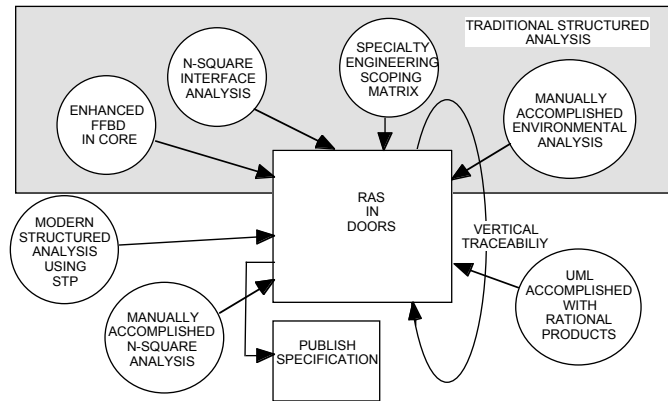 TRADITIONAL STRUCTURED
ANALYSIS
N-SQUARE
INTERFACE
ANALYSIS
SPECIALTY
ENGINEERING
SCOPING
MATRIX
ENHANCED
FFBD
IN CORE
MANUALLY
ACCOMPLISHED
ENVIRONMENTAL
ANALYSIS
RAS
IN
DOORS
MODERN
STRUCTURED
ANALYSIS
USING
STP
VERTICAL
TRACEABILIY
UML
ACCOMPLISHED
WITH
RATIONAL
PRODUCTS
MANUALLY
ACCOMPLISHED
N-SQUARE
ANALYSIS
PUBLISH
SPECIFICATION